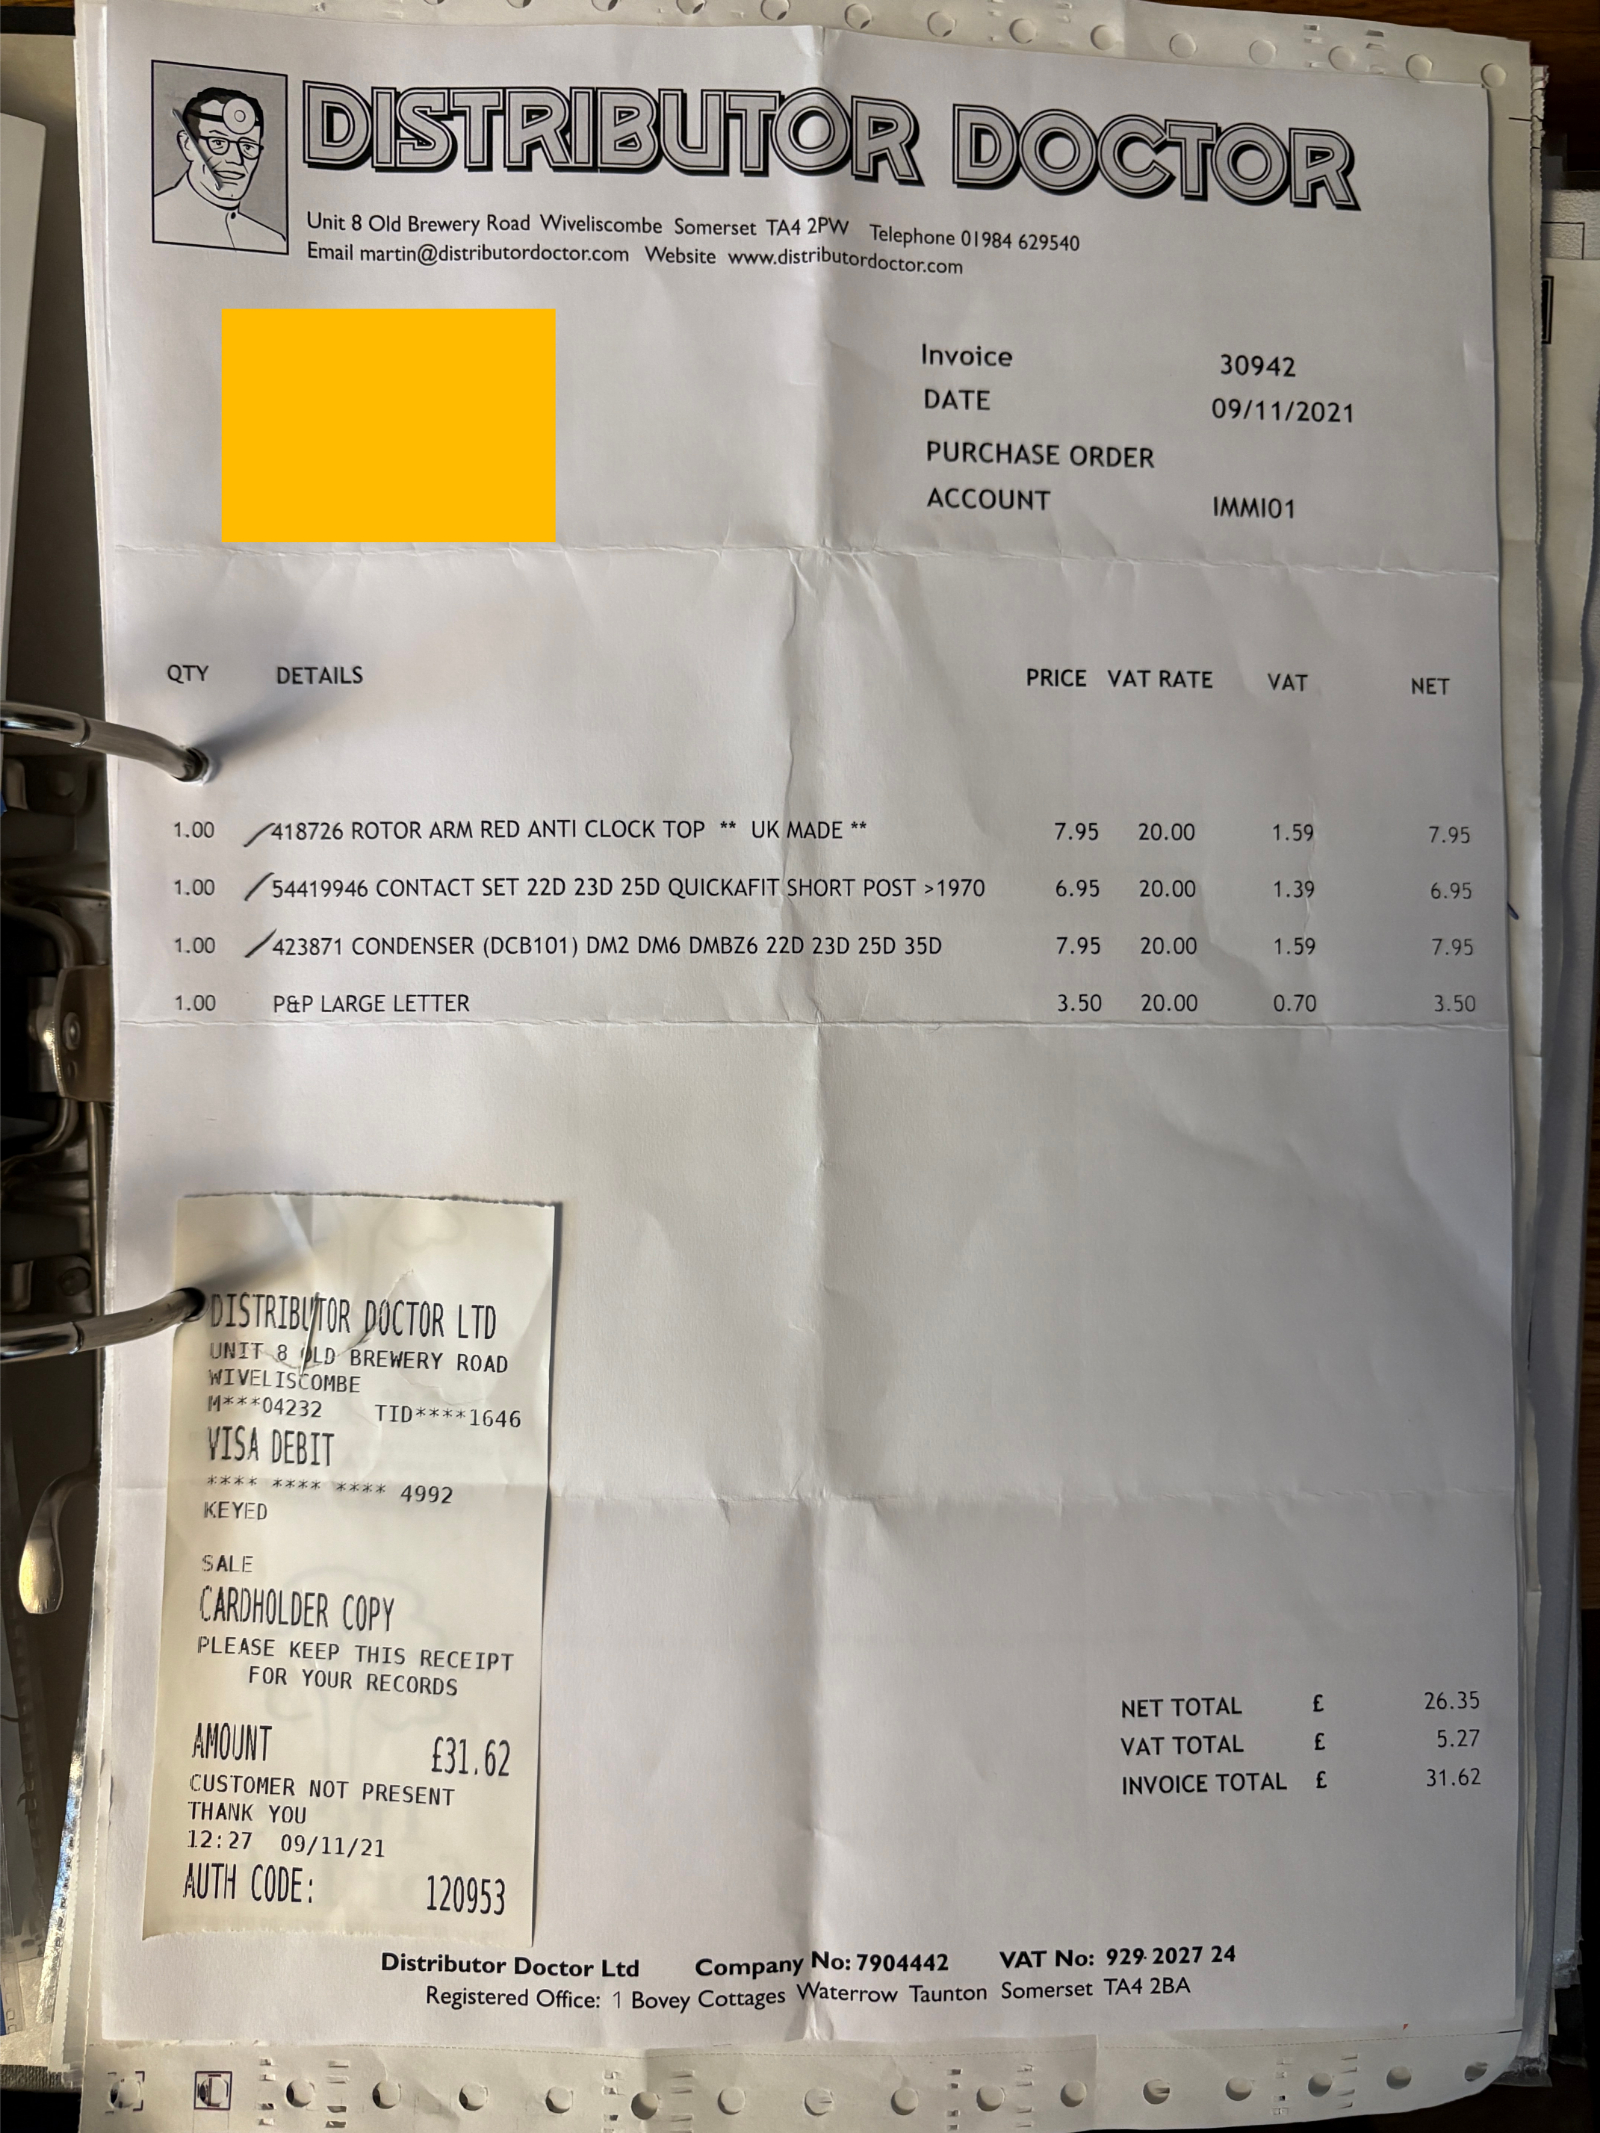 DISTRIBUTOR DOCTOR
Unit 8 Old Brewery Road Wiveliscombe Somerset TA4 2PW Telephone 01984 629540
Email martin@distributordoctor.com Website www.distributordoctor.com
Invoice 30942
DATE 09/11/2021
PURCHASE ORDER
ACCOUNT IMMI01
QTY DETAILS PRICE VAT RATE VAT NET
1.00 418726 ROTOR ARM RED ANTI CLOCK TOP ** UK MADE ** 7.95 20.00 1.59 7.95
1.00 54419946 CONTACT SET 22D 23D 25D QUICKAFIT SHORT POST >1970 6.95 20.00 1.39 6.95
1.00 423871 CONDENSER (DCB101) DM2 DM6 DMBZ6 22D 23D 25D 35D 7.95 20.00 1.59 7.95
1.00 P&P LARGE LETTER 3.50 20.00 0.70 3.50
DISTRIBUTOR DOCTOR LTD
UNIT 8 OLD BREWERY ROAD
WIVELISCOMBE
M***04232 TID****1646
VISA DEBIT
**** **** **** 4992
KEYED
SALE
CARDHOLDER COPY
PLEASE KEEP THIS RECEIPT
FOR YOUR RECORDS
AMOUNT £31.62
CUSTOMER NOT PRESENT
THANK YOU
12:27 09/11/21
AUTH CODE: 120953
NET TOTAL £ 26.35
VAT TOTAL £ 5.27
INVOICE TOTAL £ 31.62
Distributor Doctor Ltd Company No: 7904442 VAT No: 929 2027 24
Registered Office: 1 Bovey Cottages Waterrow Taunton Somerset TA4 2BA